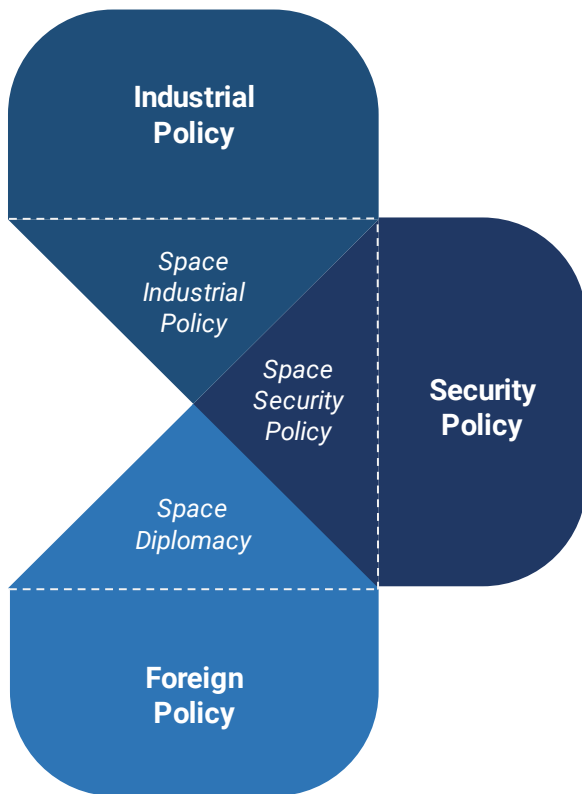 Industrial
Policy
Space
Industrial
Policy
Space
Security
Policy
Security
Policy
Space
Diplomacy
Foreign
Policy